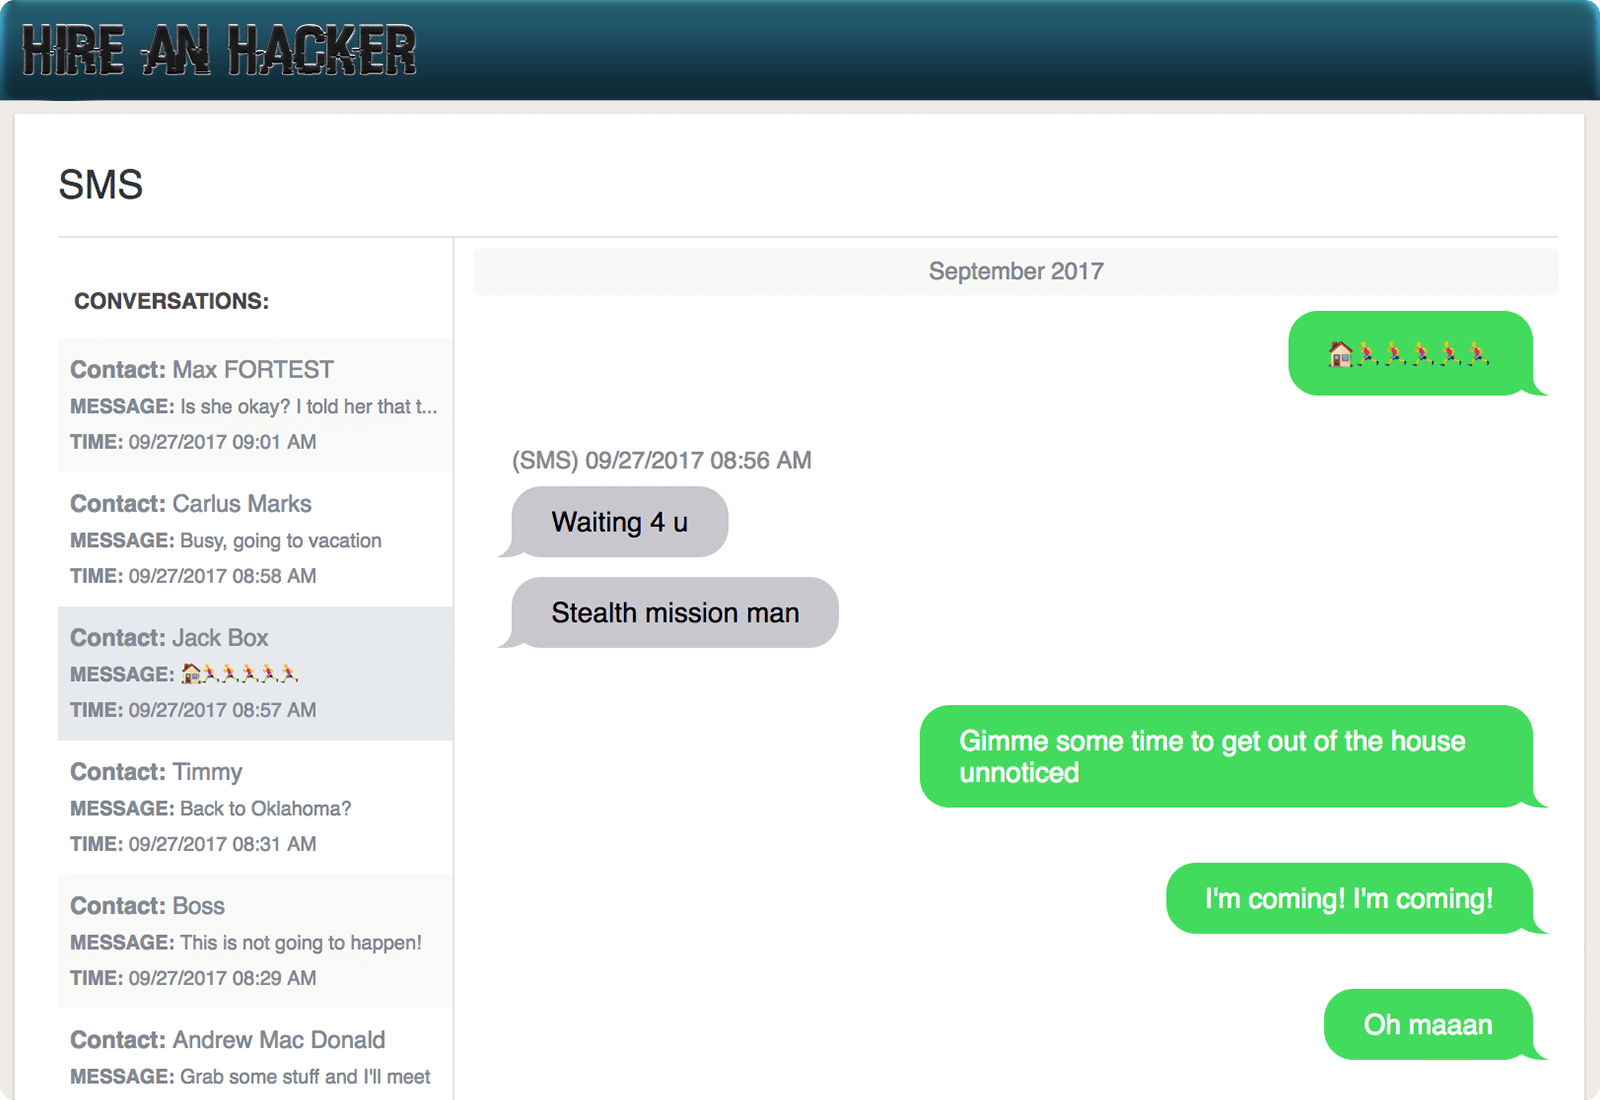 HIRE AN HACKER
SMS
CONVERSATIONS:
Contact: Max FORTEST
MESSAGE: Is she okay? I told her that t...
TIME: 09/27/2017 09:01 AM
Contact: Carlus Marks
MESSAGE: Busy, going to vacation
TIME: 09/27/2017 08:58 AM
Contact: Jack Box
MESSAGE: 🏠🏃🏃🏃🏃🏃
TIME: 09/27/2017 08:57 AM
Contact: Timmy
MESSAGE: Back to Oklahoma?
TIME: 09/27/2017 08:31 AM
Contact: Boss
MESSAGE: This is not going to happen!
TIME: 09/27/2017 08:29 AM
Contact: Andrew Mac Donald
MESSAGE: Grab some stuff and I'll meet
September 2017
🏠🏃🏃🏃🏃🏃
(SMS) 09/27/2017 08:56 AM
Waiting 4 u
Stealth mission man
Gimme some time to get out of the house
unnoticed
I'm coming! I'm coming!
Oh maaan